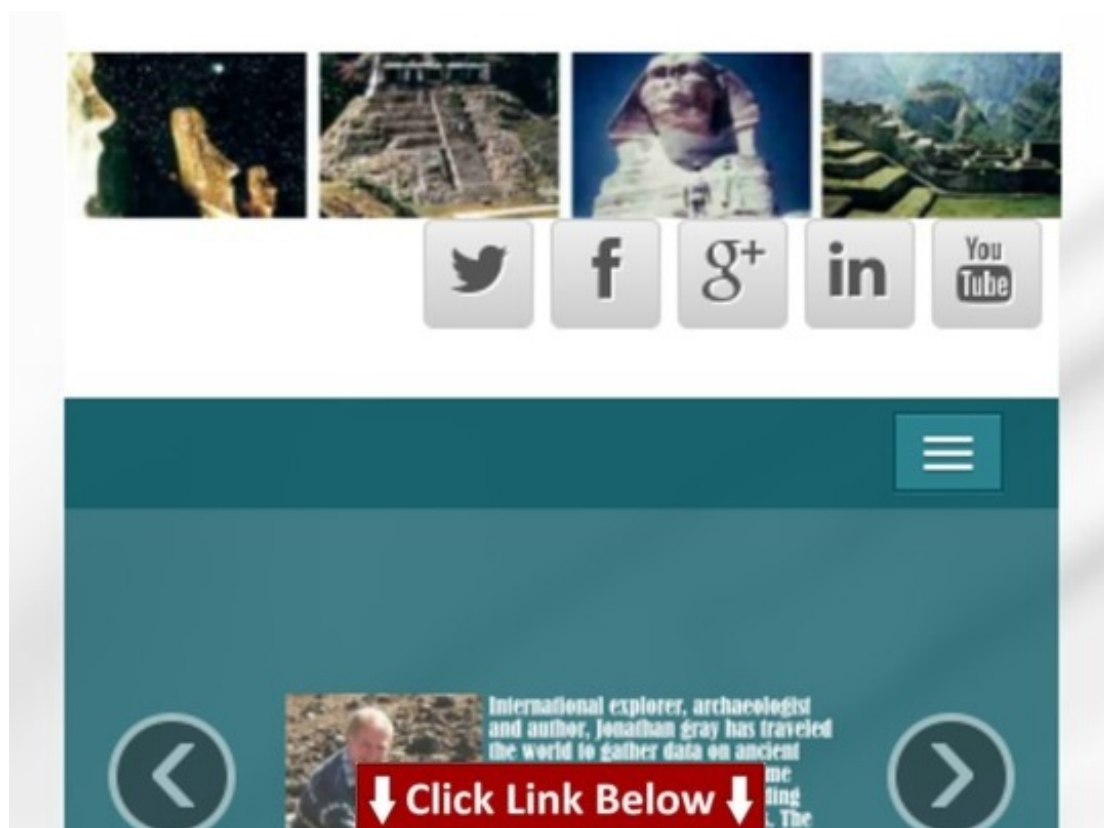 You
Tube
International explorer, archaeologist
and author, Jonathan gray has traveled
the world to gather data on ancient
Click Link Below
The